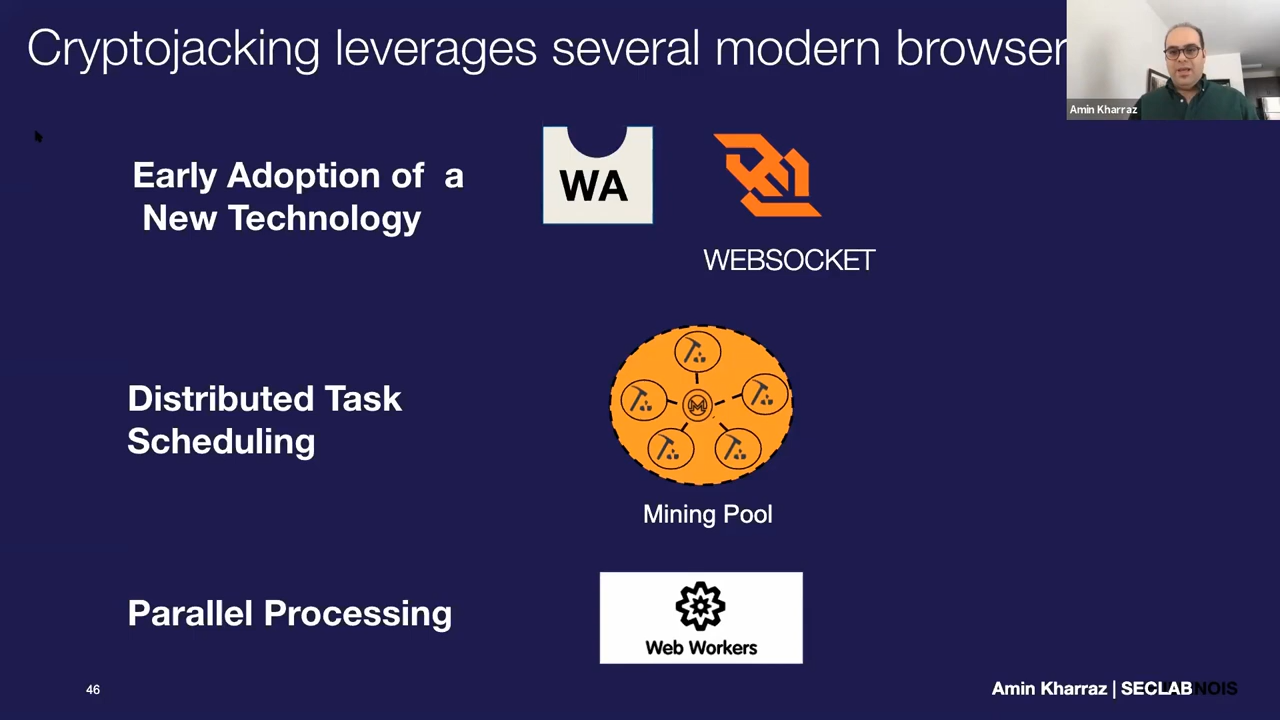 Cryptojacking leverages several modern browser
Amin Kharraz
Early Adoption of a
New Technology
WA
WEBSOCKET
Distributed Task
Scheduling
Mining Pool
Parallel Processing
Web Workers
46
Amin Kharraz | SECLAB
NOIS